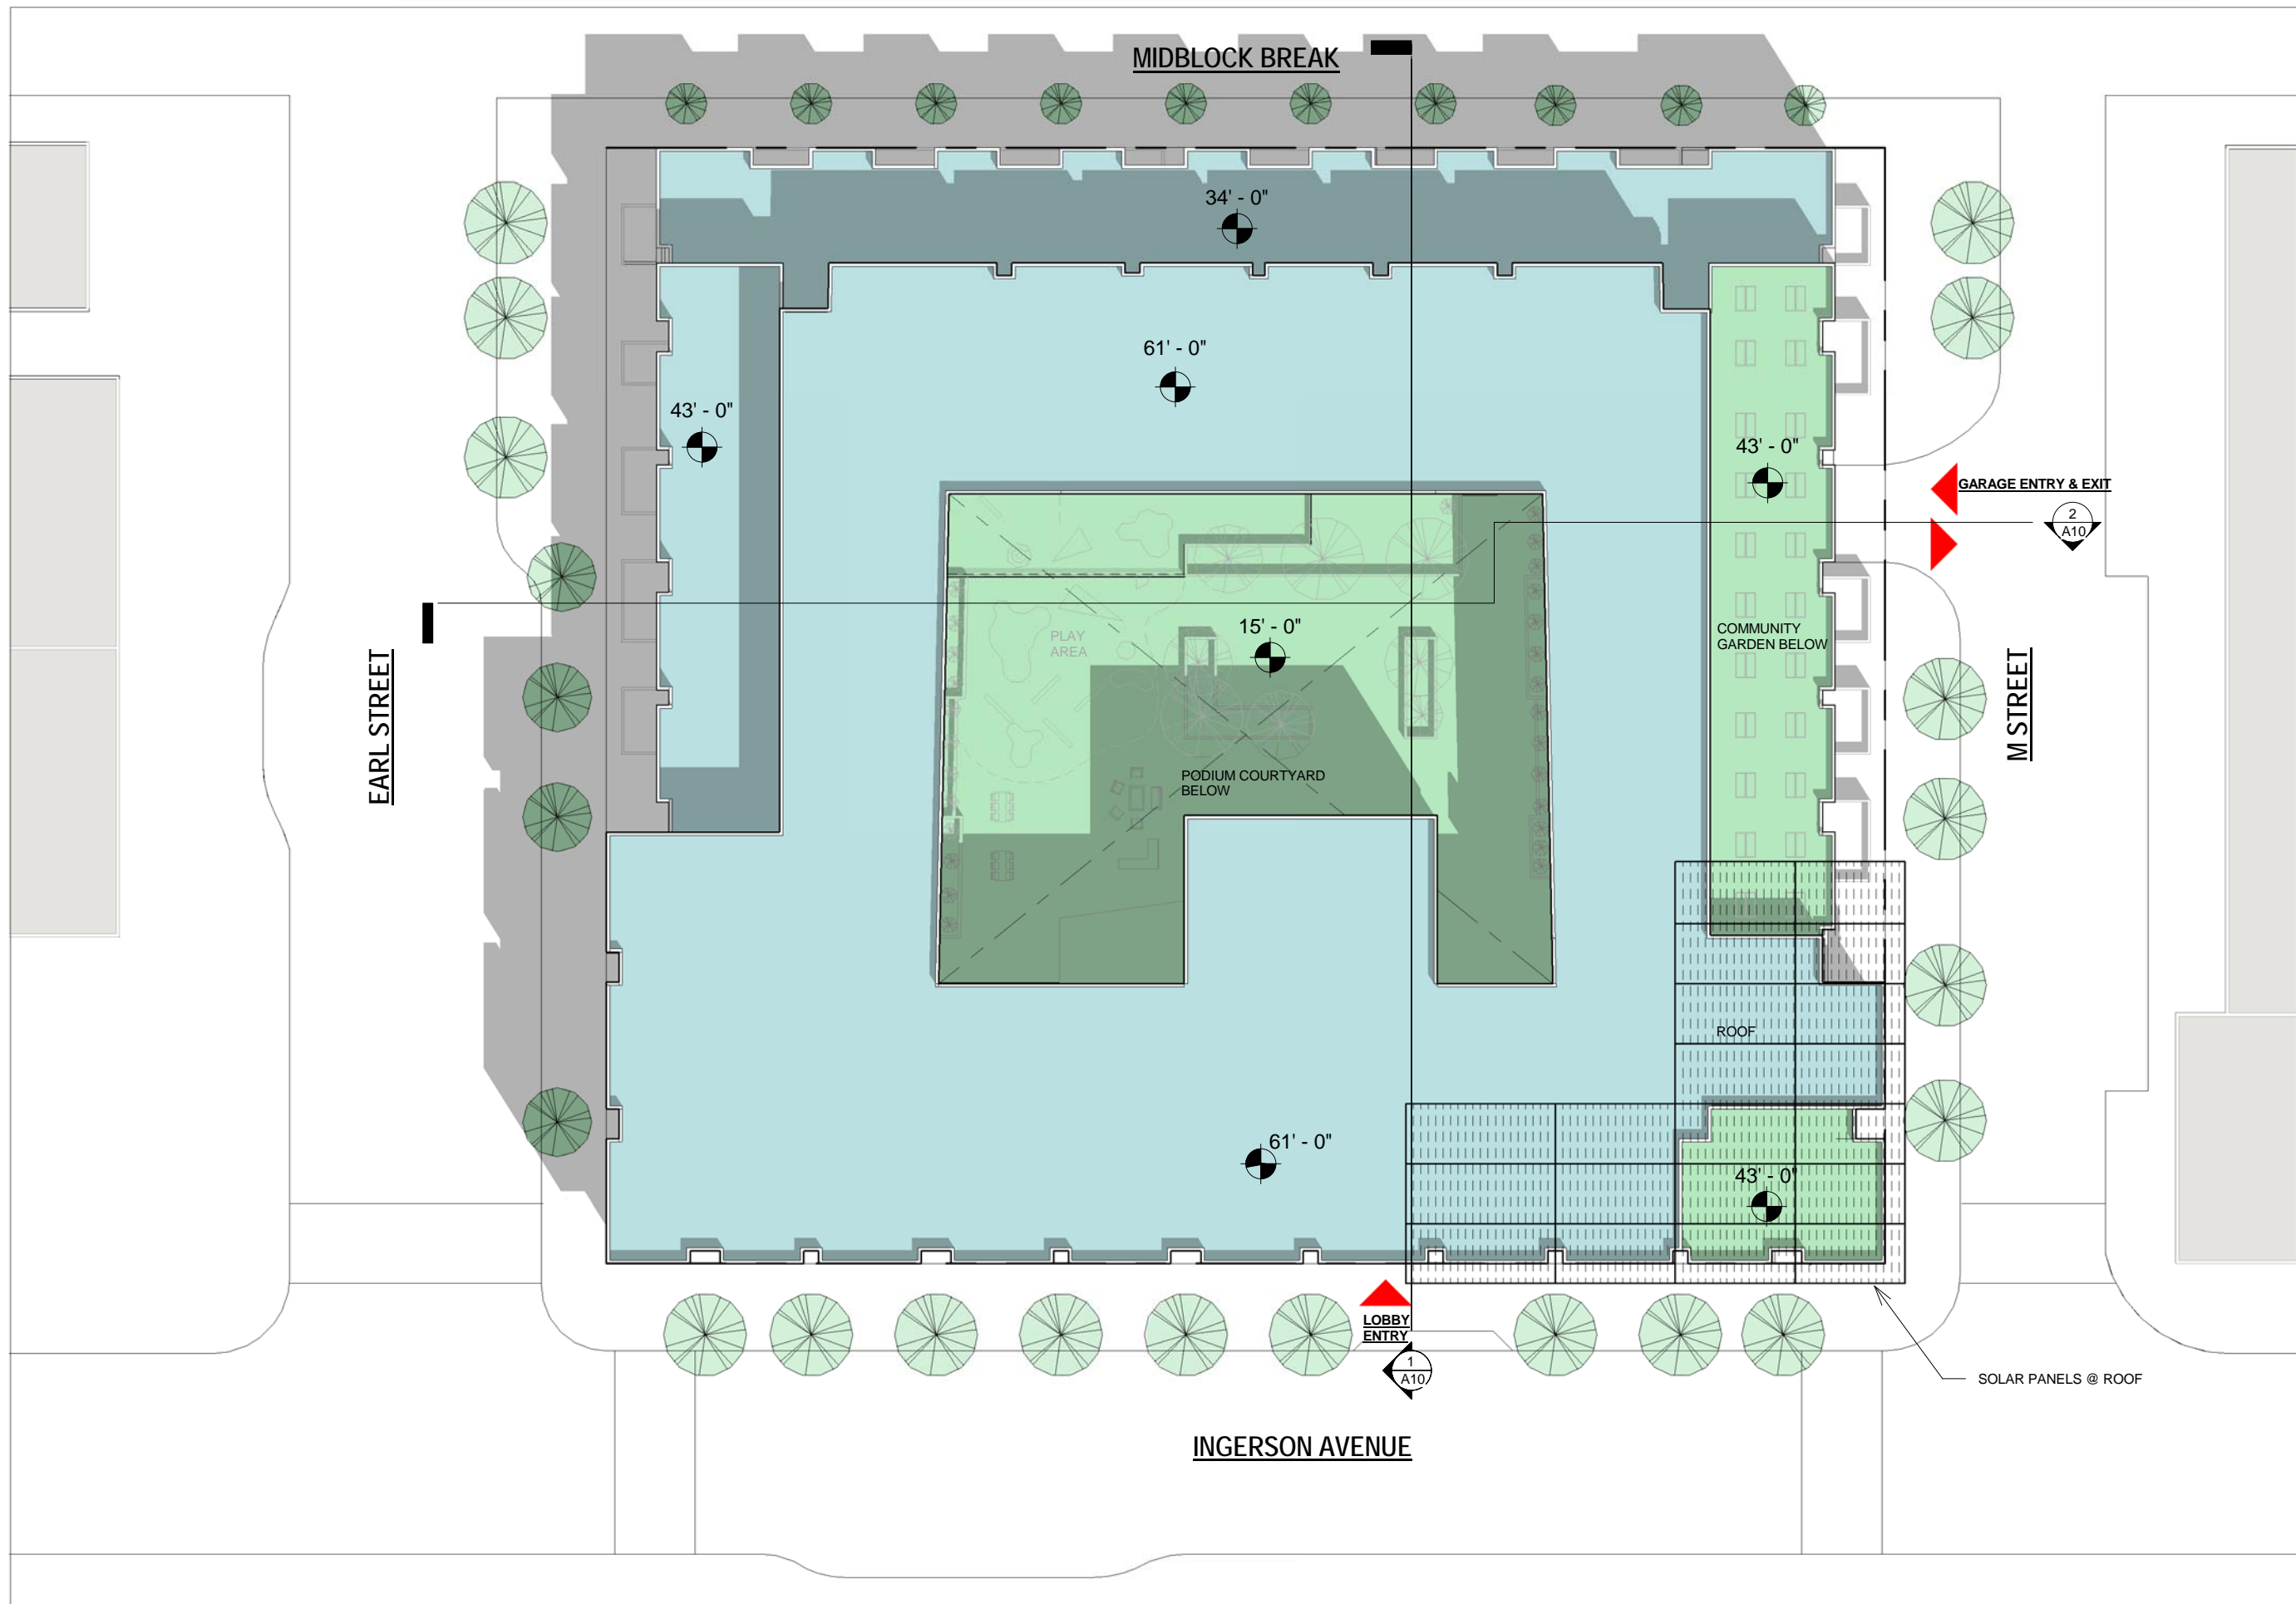 MIDBLOCK BREAK
34' - 0"
61' - 0"
43' - 0"
43' - 0"
GARAGE ENTRY & EXIT
2
A10
15' - 0"
PLAY
AREA
COMMUNITY
GARDEN BELOW
EARL STREET
M STREET
PODIUM COURTYARD
BELOW
ROOF
61' - 0"
43' - 0"
LOBBY
ENTRY
1
A10
SOLAR PANELS @ ROOF
INGERSON AVENUE